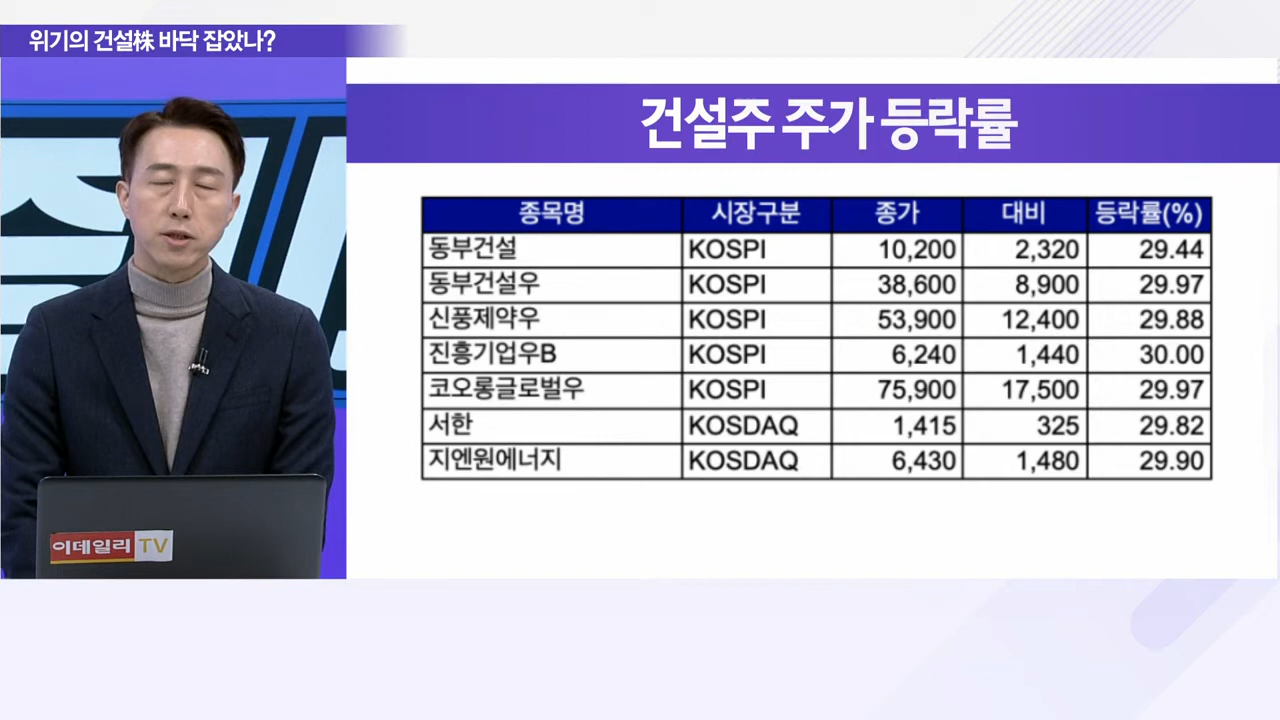 위기의 건설株 바닥 잡았나?
건설주 주가 등락률
종목명 시장구분 종가 대비 등락률(%)
동부건설 KOSPI 10,200 2,320 29.44
동부건설우 KOSPI 38,600 8,900 29.97
신풍제약우 KOSPI 53,900 12,400 29.88
진흥기업우B KOSPI 6,240 1,440 30.00
코오롱글로벌우 KOSPI 75,900 17,500 29.97
서한 KOSDAQ 1,415 325 29.82
지엔원에너지 KOSDAQ 6,430 1,480 29.90
이데일리 TV